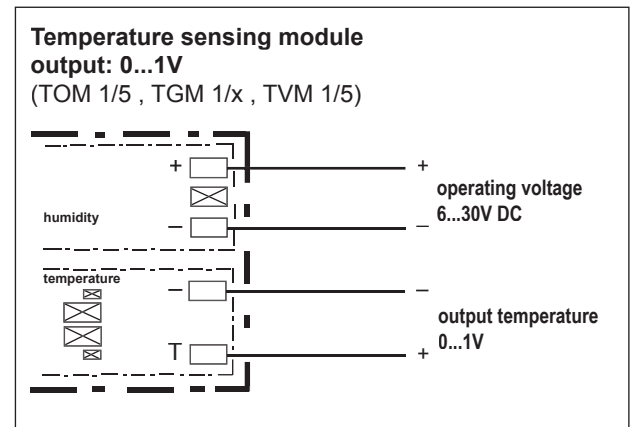 Temperature sensing module
output: 0...1V
(TOM 1/5 , TGM 1/x , TVM 1/5)
+ +
operating voltage
6...30V DC
humidity
– –
temperature
– –
output temperature
0...1V
T +